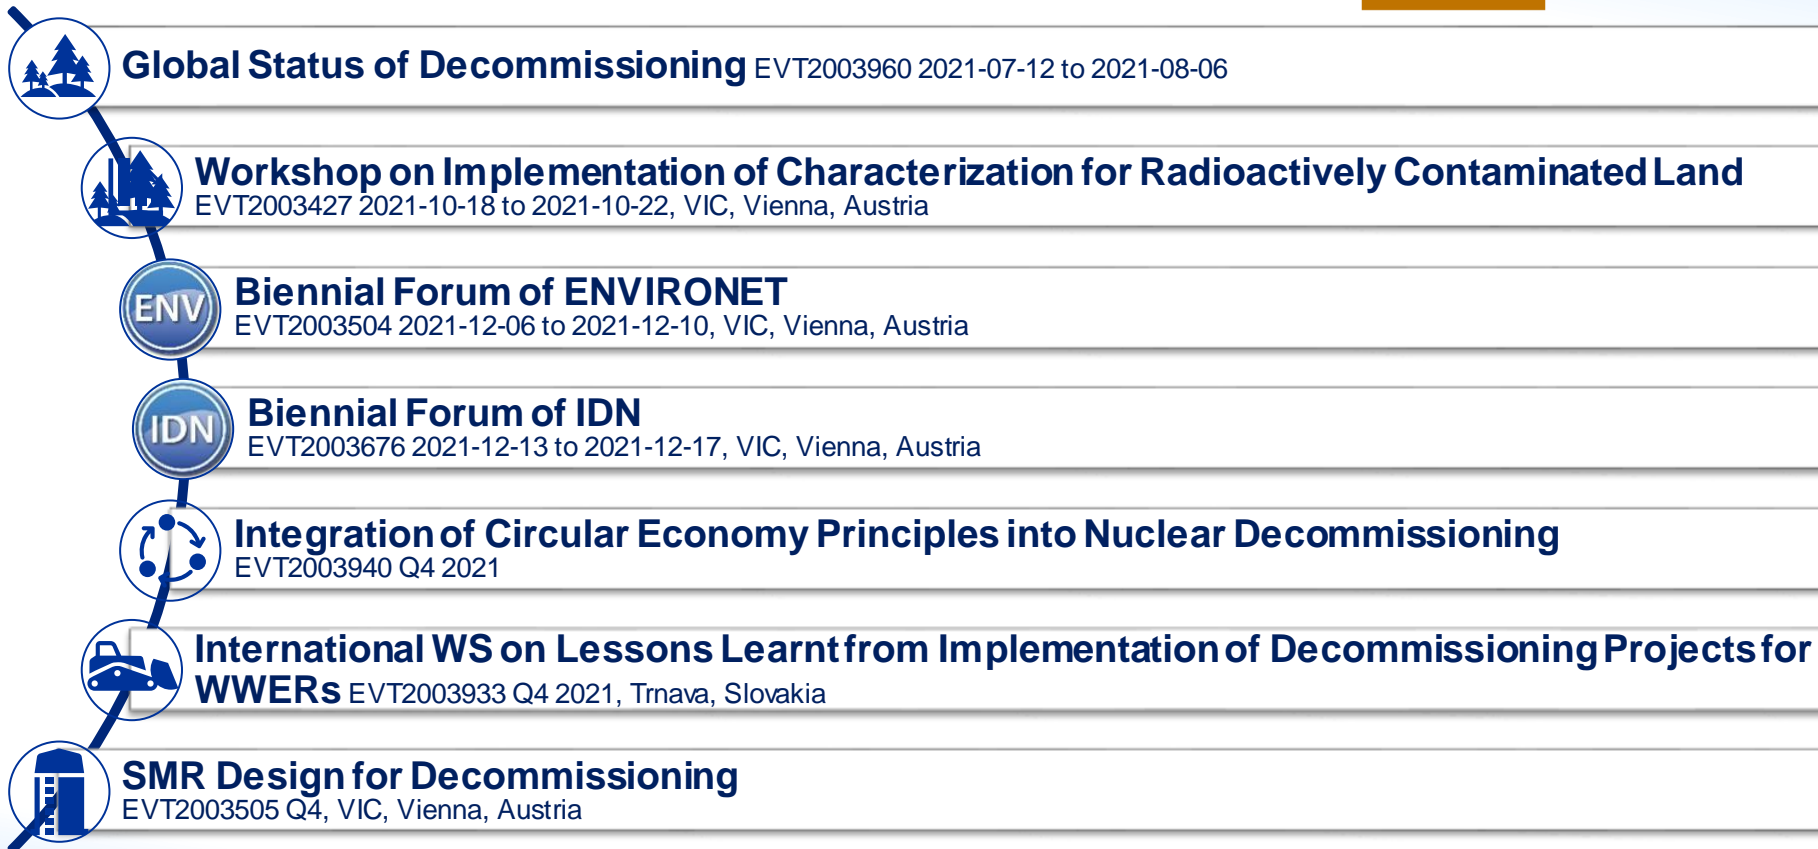 Global Status of Decommissioning EVT2003960 2021-07-12 to 2021-08-06
Workshop on Implementation of Characterization for Radioactively Contaminated Land
EVT2003427 2021-10-18 to 2021-10-22, VIC, Vienna, Austria
ENV
Biennial Forum of ENVIRONET
EVT2003504 2021-12-06 to 2021-12-10, VIC, Vienna, Austria
IDN
Biennial Forum of IDN
EVT2003676 2021-12-13 to 2021-12-17, VIC, Vienna, Austria
Integration of Circular Economy Principles into Nuclear Decommissioning
EVT2003940 Q4 2021
International WS on Lessons Learnt from Implementation of Decommissioning Projects for
WWERs EVT2003933 Q4 2021, Trnava, Slovakia
SMR Design for Decommissioning
EVT2003505 Q4, VIC, Vienna, Austria